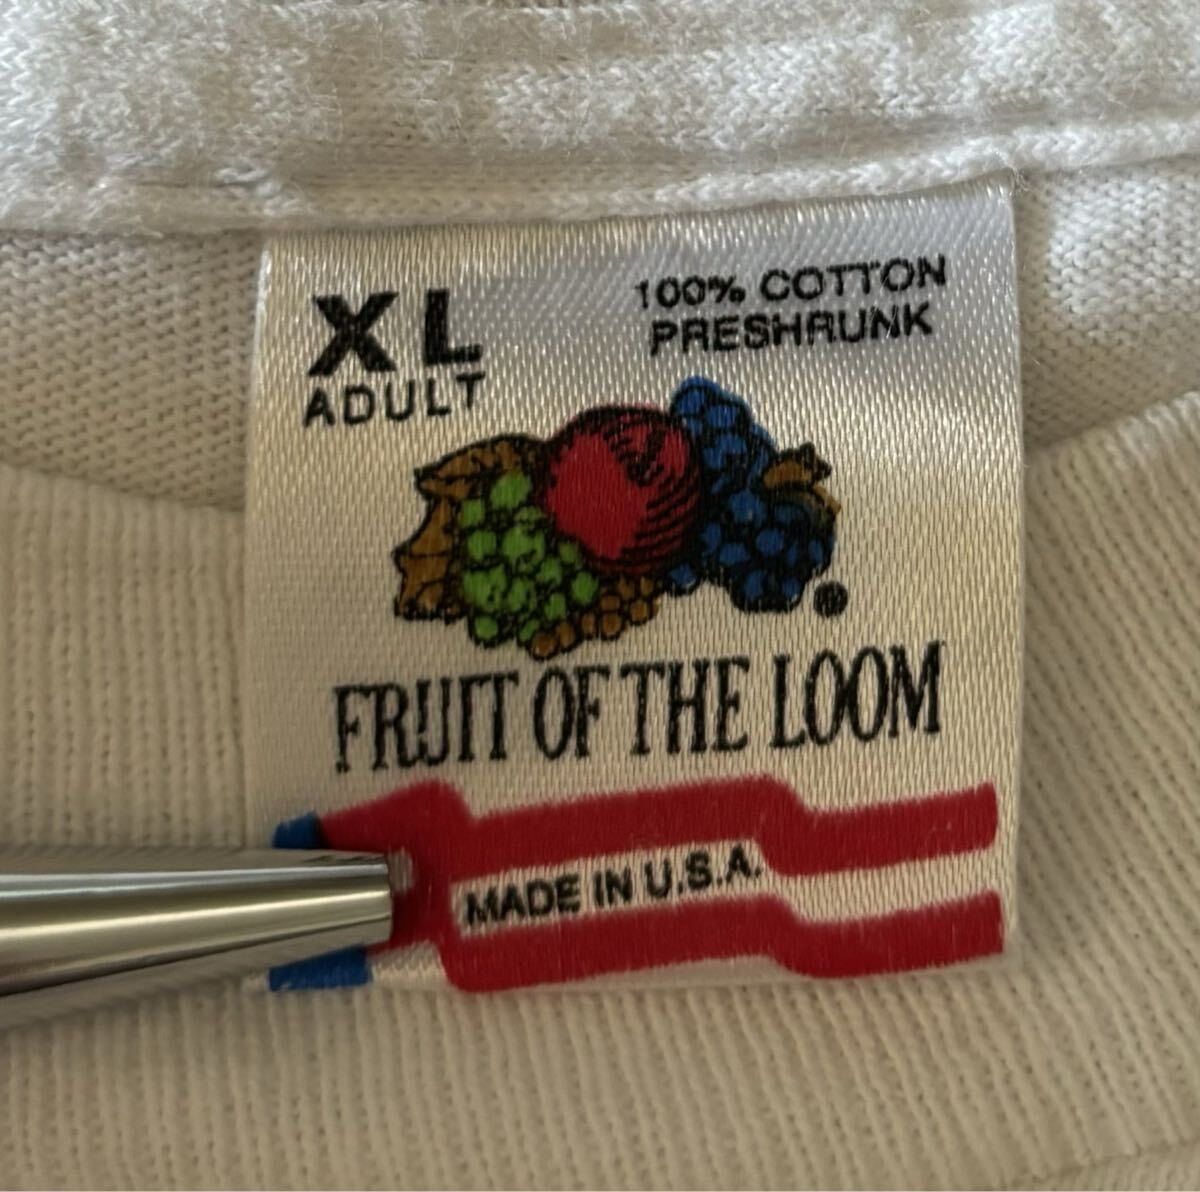 XL
ADULT
100% COTTON
PRESHRUNK
®
FRUIT OF THE LOOM
MADE IN U.S.A.